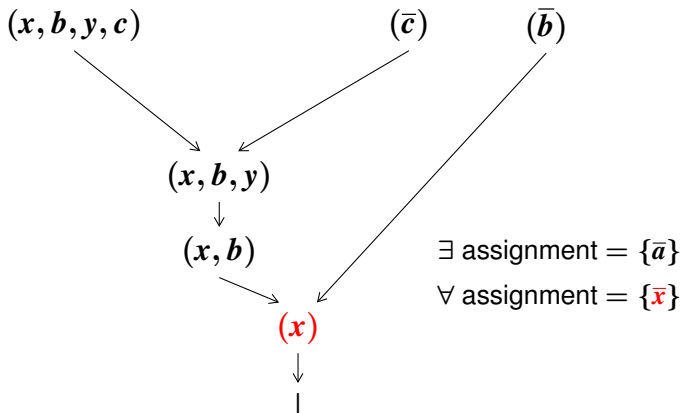 (x, b, y, c) (c̅) (b̅)
(x, b, y)
(x, b)
∃ assignment = {a̅}
∀ assignment = {x̅}
(x)
|